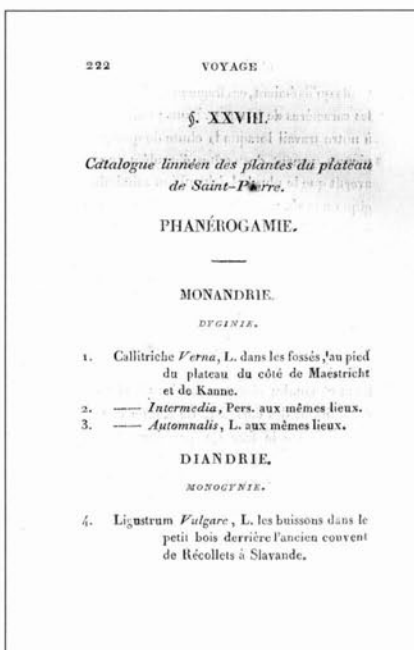 222 VOYAGE
§. XXVIII.
Catalogue linnéen des plantes du plateau
de Saint-Pierre.
PHANÉROGAMIE.
MONANDRIE.
DYGINIE.
1. Callitriche Verna, L. dans les fossés, au pied
du plateau du côté de Maestricht
et de Kanne.
2. —— Intermedia, Pers. aux mêmes lieux.
3. —— Automnalis, L. aux mêmes lieux.
DIANDRIE.
MONOGYNIE.
4. Ligustrum Vulgare, L. les buissons dans le
petit bois derrière l'ancien couvent
de Récollets à Slavande.